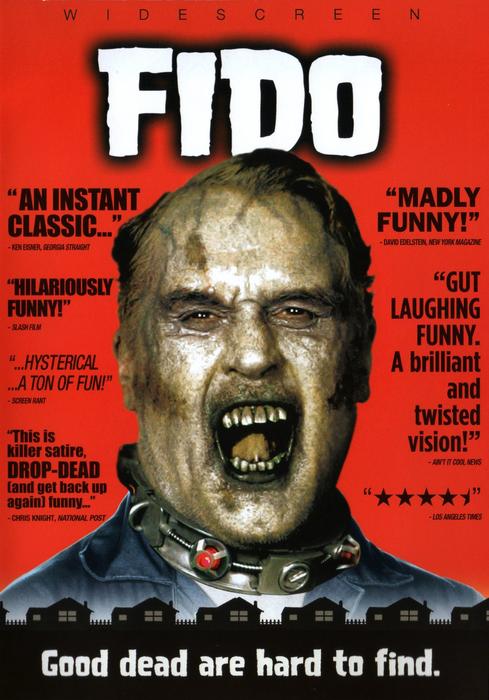 WIDESCREEN
FIDO
“AN INSTANT
CLASSIC...”
- KEN EISNER, GEORGIA STRAIGHT
“HILARIOUSLY
FUNNY!”
- SLASH FILM
“...HYSTERICAL
...A TON OF FUN!”
- SCREEN RANT
“This is
killer satire,
DROP-DEAD
(and get back up
again) funny...”
- CHRIS KNIGHT, NATIONAL POST
“MADLY
FUNNY!”
- DAVID EDELSTEIN, NEW YORK MAGAZINE
“GUT
LAUGHING
FUNNY.
A brilliant
and
twisted
vision!”
- AIN'T IT COOL NEWS
“★★★★½”
- LOS ANGELES TIMES
Good dead are hard to find.